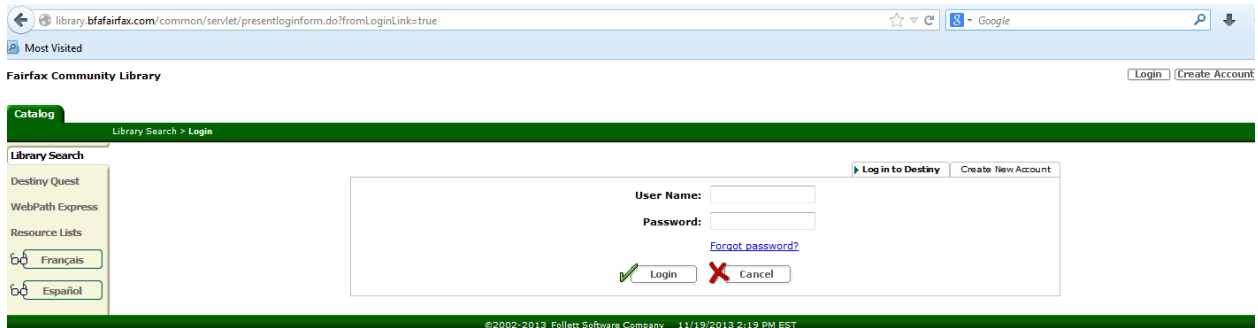 library.bfafairfax.com/common/servlet/presentloginform.do?fromLoginLink=true
Google
Most Visited
Fairfax Community Library
Login Create Account
Catalog
Library Search > Login
Library Search
Destiny Quest
WebPath Express
Resource Lists
Français
Español
Log in to Destiny Create New Account
User Name:
Password:
Forgot password?
Login Cancel
©2002-2013 Follett Software Company 11/19/2013 2:19 PM EST